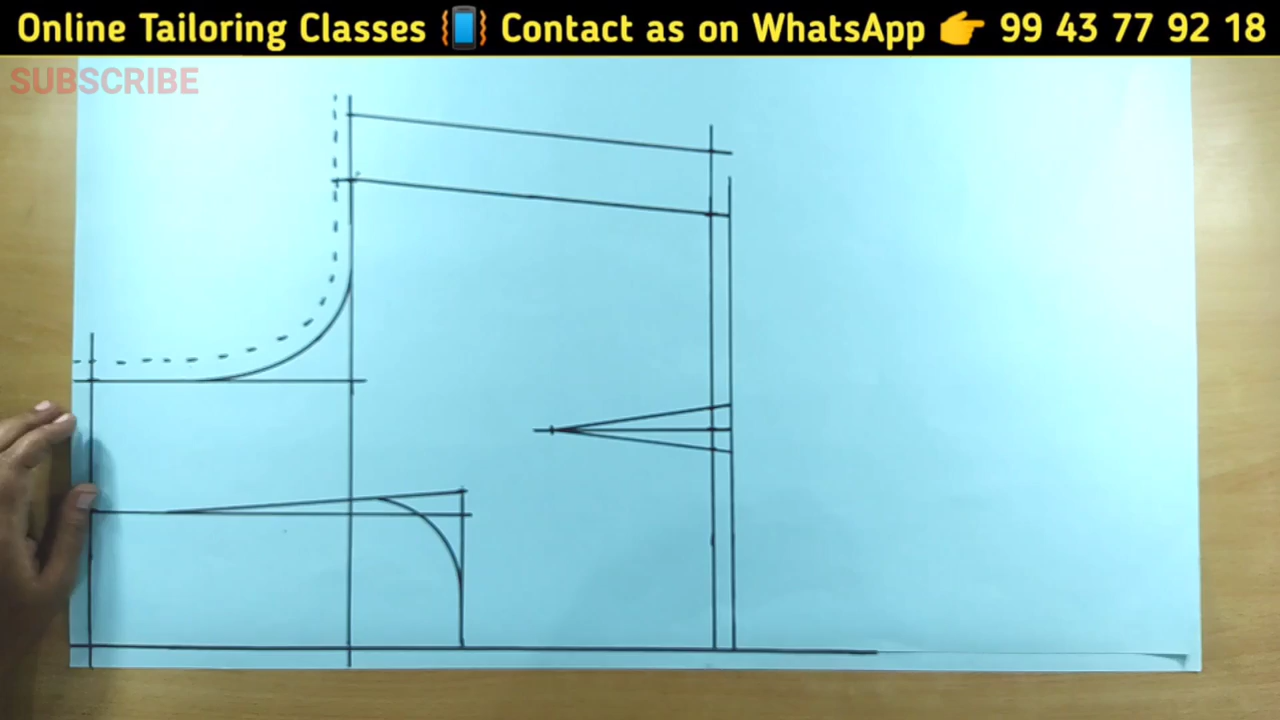 Online Tailoring Classes 📳 Contact as on WhatsApp 👉 99 43 77 92 18
SUBSCRIBE